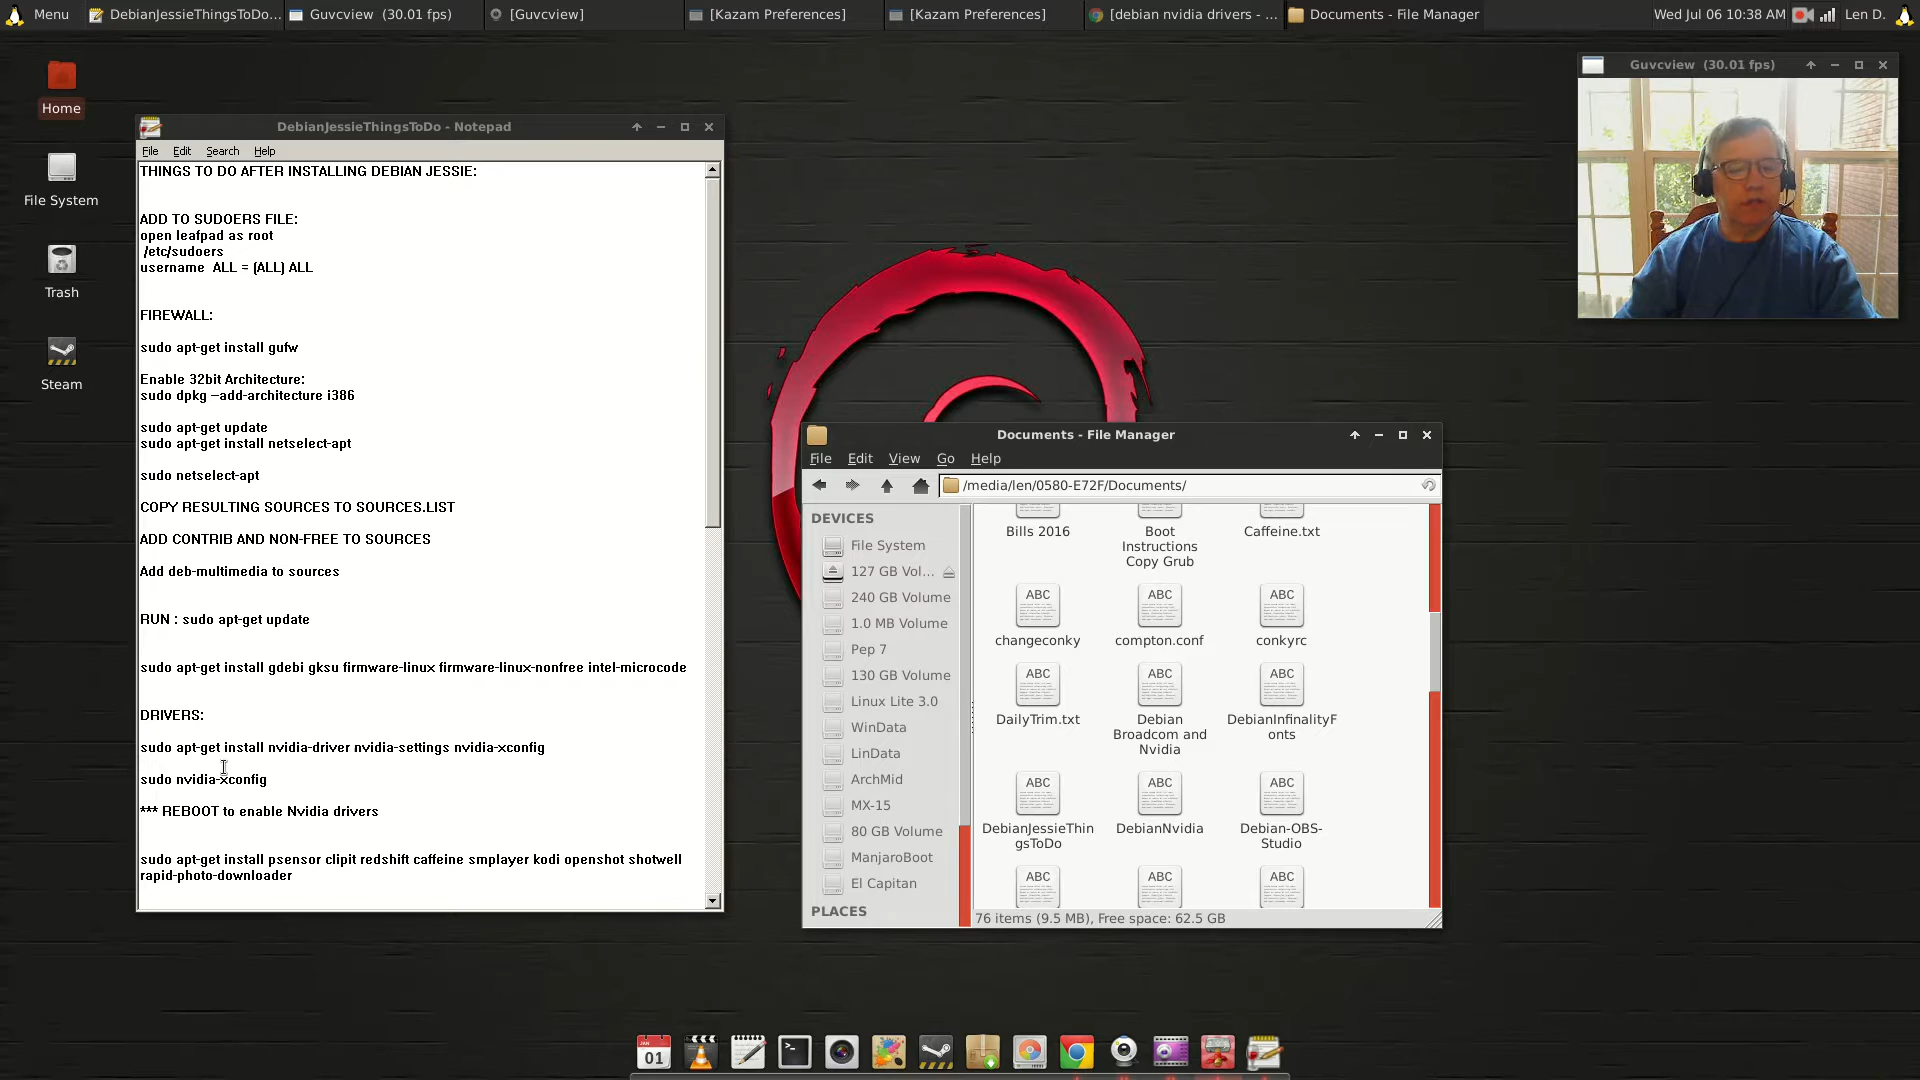 Menu
DebianJessieThingsToDo...
Guvcview (30.01 fps)
[Guvcview]
[Kazam Preferences]
[Kazam Preferences]
[debian nvidia drivers - ...
Documents - File Manager
Wed Jul 06 10:38 AM
Len D.
Home
File System
Trash
Steam
DebianJessieThingsToDo - Notepad
File Edit Search Help
THINGS TO DO AFTER INSTALLING DEBIAN JESSIE:
ADD TO SUDOERS FILE:
open leafpad as root
/etc/sudoers
username ALL = (ALL) ALL
FIREWALL:
sudo apt-get install gufw
Enable 32bit Architecture:
sudo dpkg –add-architecture i386
sudo apt-get update
sudo apt-get install netselect-apt
sudo netselect-apt
COPY RESULTING SOURCES TO SOURCES.LIST
ADD CONTRIB AND NON-FREE TO SOURCES
Add deb-multimedia to sources
RUN : sudo apt-get update
sudo apt-get install gdebi gksu firmware-linux firmware-linux-nonfree intel-microcode
DRIVERS:
sudo apt-get install nvidia-driver nvidia-settings nvidia-xconfig
sudo nvidia-xconfig
*** REBOOT to enable Nvidia drivers
sudo apt-get install psensor clipit redshift caffeine smplayer kodi openshot shotwell
rapid-photo-downloader
Guvcview (30.01 fps)
Documents - File Manager
File Edit View Go Help
/media/len/0580-E72F/Documents/
DEVICES
File System
127 GB Vol...
240 GB Volume
1.0 MB Volume
Pep 7
130 GB Volume
Linux Lite 3.0
WinData
LinData
ArchMid
MX-15
80 GB Volume
ManjaroBoot
El Capitan
PLACES
Bills 2016
Boot
Instructions
Copy Grub
Caffeine.txt
ABC
changeconky
ABC
compton.conf
ABC
conkyrc
ABC
DailyTrim.txt
ABC
Debian
Broadcom and
Nvidia
ABC
DebianInfinalityF
onts
ABC
DebianJessieThin
gsToDo
ABC
DebianNvidia
ABC
Debian-OBS-
Studio
ABC
ABC
ABC
76 items (9.5 MB), Free space: 62.5 GB
JAN
01